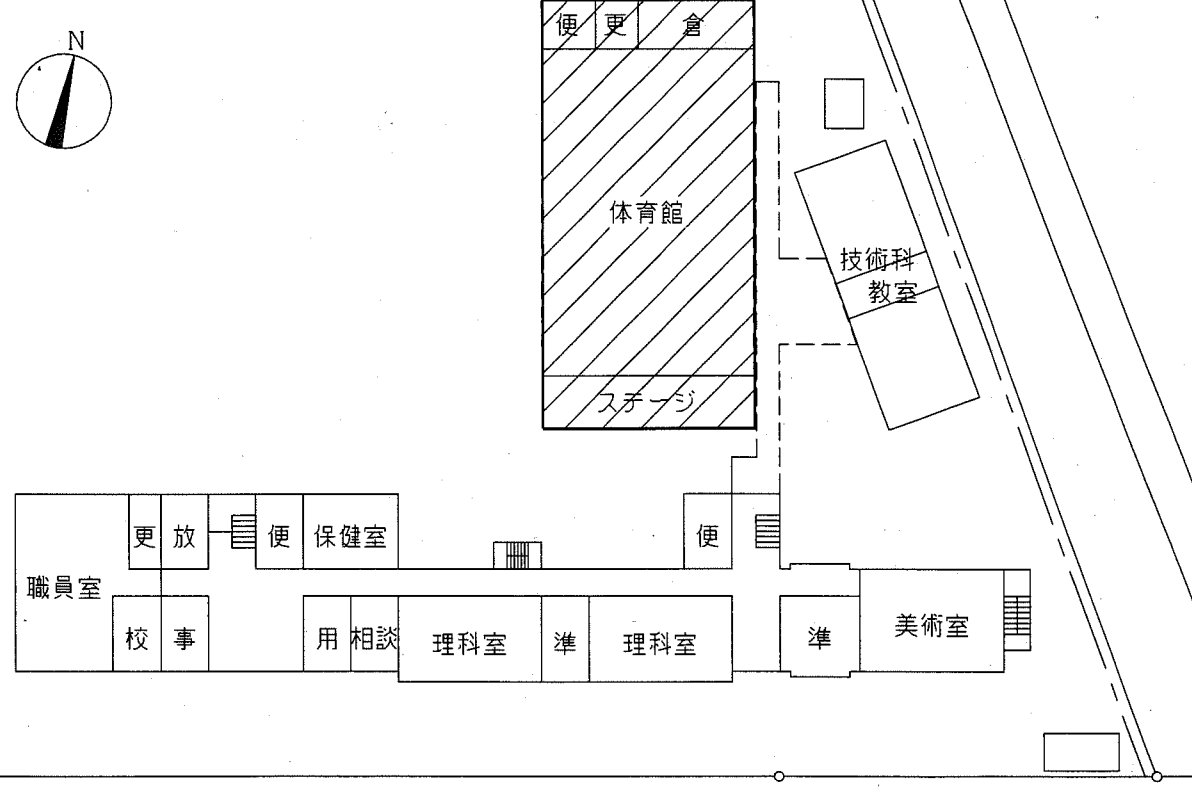 N
便 更 倉
体育館
技術科
教室
ステージ
更 放 便 保健室 便
職員室
校 事 用 相談 理科室 準 理科室 準 美術室